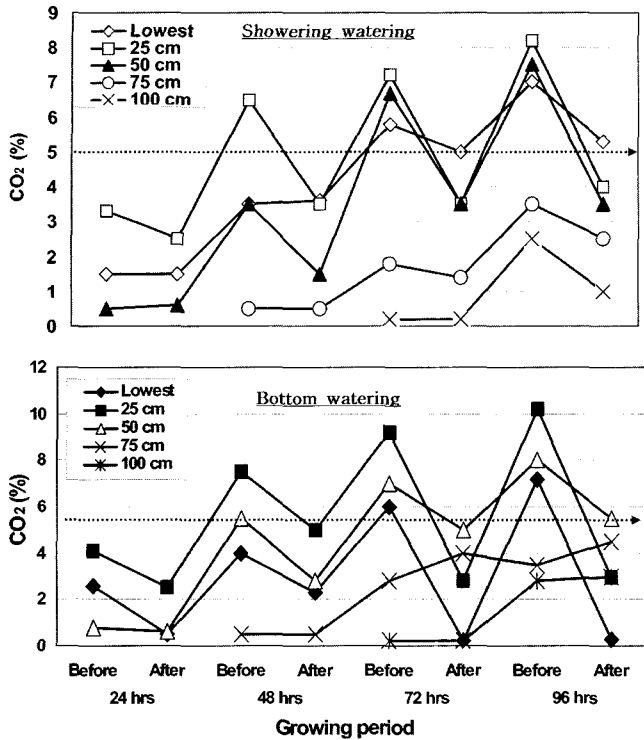 Showering watering
Lowest
25 cm
50 cm
75 cm
100 cm
CO2 (%)
9
8
7
6
5
4
3
2
1
0
Bottom watering
Lowest
25 cm
50 cm
75 cm
100 cm
CO2 (%)
12
10
8
6
4
2
0
Before After Before After Before After Before After
24 hrs 48 hrs 72 hrs 96 hrs
Growing period